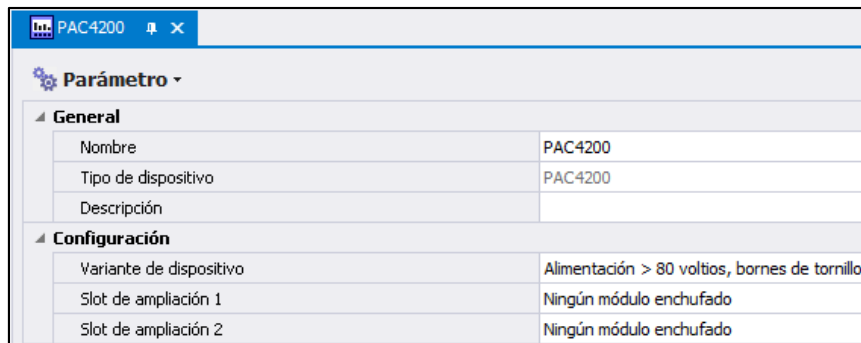 PAC4200
Parámetro
General
Nombre PAC4200
Tipo de dispositivo PAC4200
Descripción
Configuración
Variante de dispositivo Alimentación > 80 voltios, bornes de tornillo
Slot de ampliación 1 Ningún módulo enchufado
Slot de ampliación 2 Ningún módulo enchufado